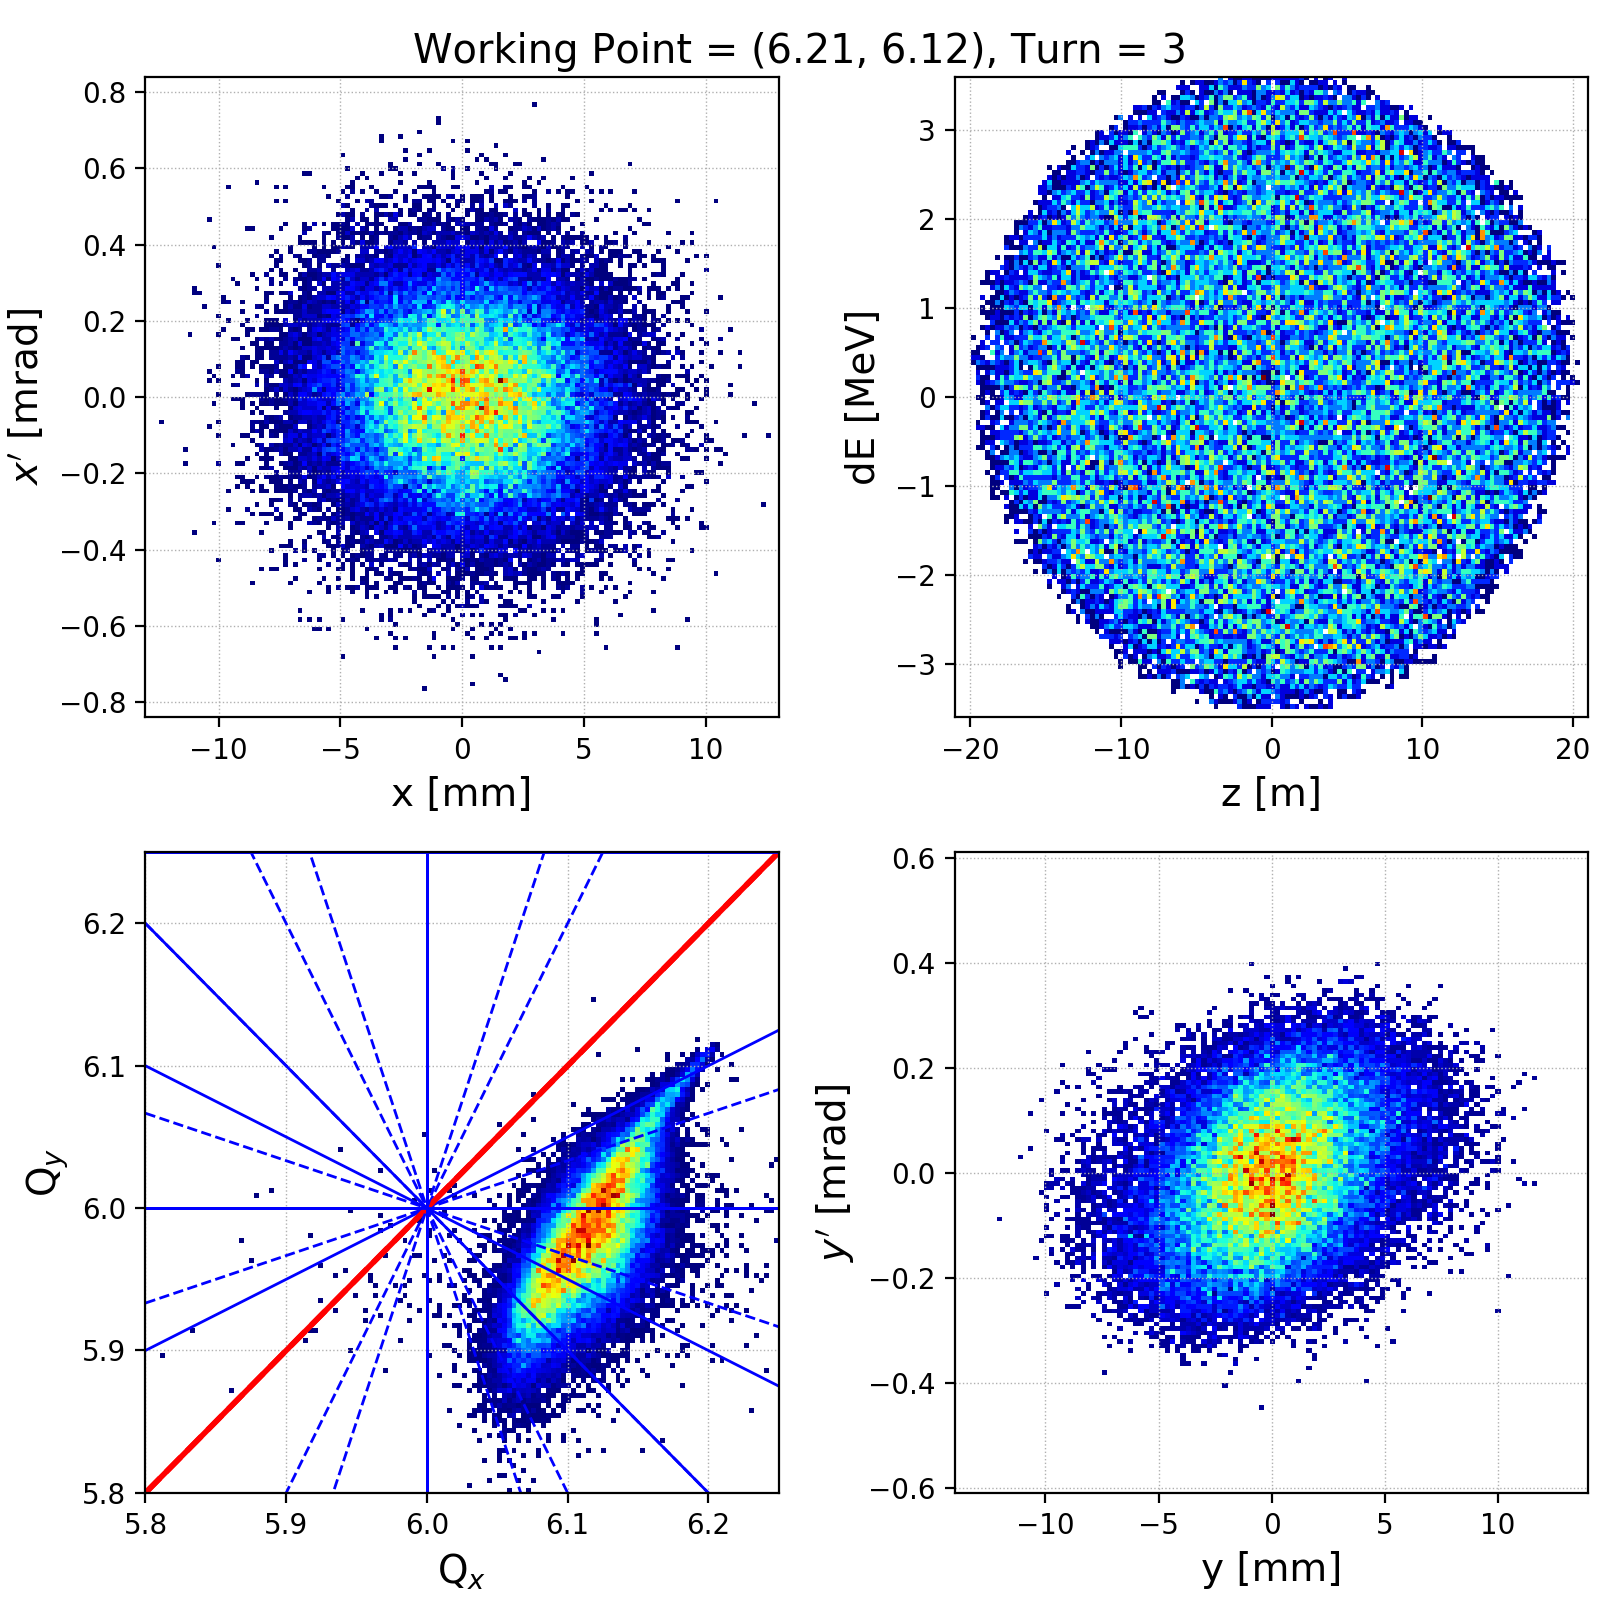 Working Point = (6.21, 6.12), Turn = 3
0.8
0.6
0.4
0.2
0.0
−0.2
−0.4
−0.6
−0.8
x′ [mrad]
−10 −5 0 5 10
x [mm]
3
2
1
0
−1
−2
−3
dE [MeV]
−20 −10 0 10 20
z [m]
6.2
6.1
6.0
5.9
5.8
Qy
5.8 5.9 6.0 6.1 6.2
Qx
0.6
0.4
0.2
0.0
−0.2
−0.4
−0.6
y′ [mrad]
−10 −5 0 5 10
y [mm]